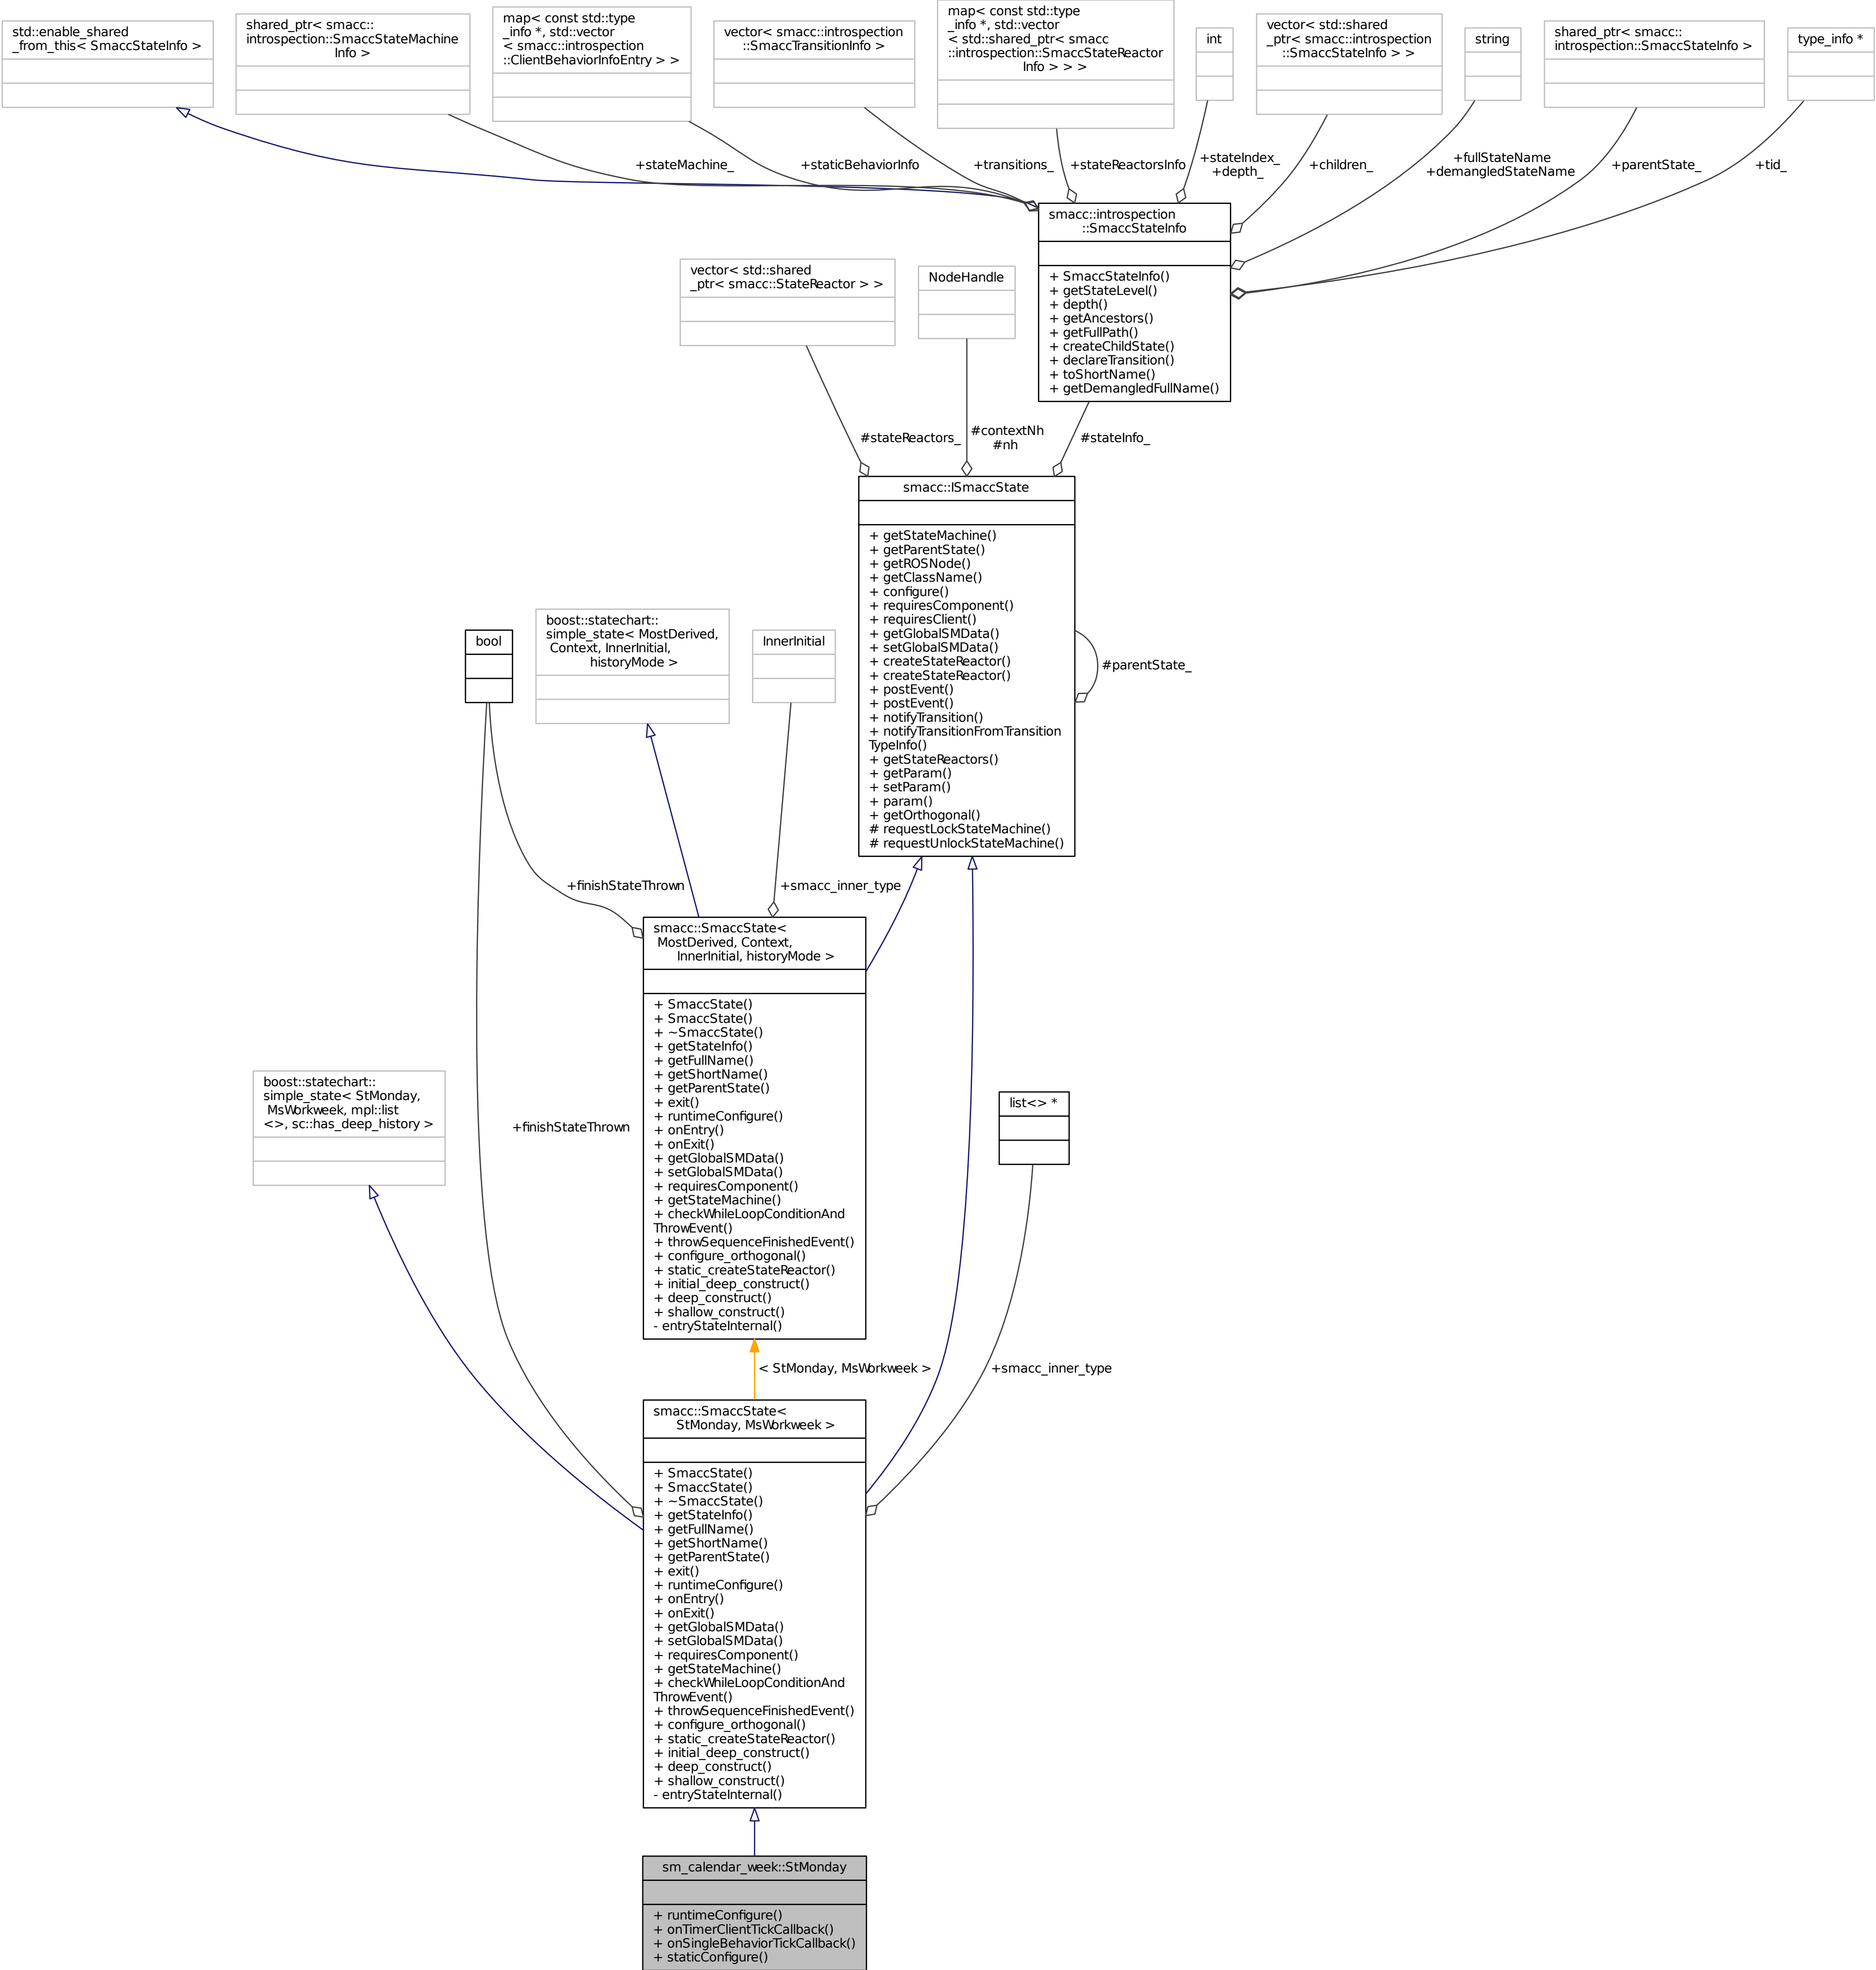 std::enable_shared
_from_this< SmaccStateInfo >
shared_ptr< smacc::
introspection::SmaccStateMachine
Info >
map< const std::type
_info *, std::vector
< smacc::introspection
::ClientBehaviorInfoEntry > >
vector< smacc::introspection
::SmaccTransitionInfo >
map< const std::type
_info *, std::vector
< std::shared_ptr< smacc
::introspection::SmaccStateReactor
Info > > >
int
vector< std::shared
_ptr< smacc::introspection
::SmaccStateInfo > >
string
shared_ptr< smacc::
introspection::SmaccStateInfo >
type_info *
+stateMachine_
+staticBehaviorInfo
+transitions_
+stateReactorsInfo
+stateIndex_
+depth_
+children_
+fullStateName
+demangledStateName
+parentState_
+tid_
smacc::introspection
::SmaccStateInfo
+ SmaccStateInfo()
+ getStateLevel()
+ depth()
+ getAncestors()
+ getFullPath()
+ createChildState()
+ declareTransition()
+ toShortName()
+ getDemangledFullName()
vector< std::shared
_ptr< smacc::StateReactor > >
NodeHandle
#stateReactors_
#contextNh
#nh
#stateInfo_
smacc::ISmaccState
+ getStateMachine()
+ getParentState()
+ getROSNode()
+ getClassName()
+ configure()
+ requiresComponent()
+ requiresClient()
+ getGlobalSMData()
+ setGlobalSMData()
+ createStateReactor()
+ createStateReactor()
+ postEvent()
+ postEvent()
+ notifyTransition()
+ notifyTransitionFromTransition
TypeInfo()
+ getStateReactors()
+ getParam()
+ setParam()
+ param()
+ getOrthogonal()
# requestLockStateMachine()
# requestUnlockStateMachine()
#parentState_
bool
boost::statechart::
simple_state< MostDerived,
Context, InnerInitial,
historyMode >
InnerInitial
+finishStateThrown
+smacc_inner_type
smacc::SmaccState<
MostDerived, Context,
InnerInitial, historyMode >
+ SmaccState()
+ SmaccState()
+ ~SmaccState()
+ getStateInfo()
+ getFullName()
+ getShortName()
+ getParentState()
+ exit()
+ runtimeConfigure()
+ onEntry()
+ onExit()
+ getGlobalSMData()
+ setGlobalSMData()
+ requiresComponent()
+ getStateMachine()
+ checkWhileLoopConditionAnd
ThrowEvent()
+ throwSequenceFinishedEvent()
+ configure_orthogonal()
+ static_createStateReactor()
+ initial_deep_construct()
+ deep_construct()
+ shallow_construct()
- entryStateInternal()
boost::statechart::
simple_state< StMonday,
MsWorkweek, mpl::list
<>, sc::has_deep_history >
+finishStateThrown
list<> *
< StMonday, MsWorkweek >
+smacc_inner_type
smacc::SmaccState<
StMonday, MsWorkweek >
+ SmaccState()
+ SmaccState()
+ ~SmaccState()
+ getStateInfo()
+ getFullName()
+ getShortName()
+ getParentState()
+ exit()
+ runtimeConfigure()
+ onEntry()
+ onExit()
+ getGlobalSMData()
+ setGlobalSMData()
+ requiresComponent()
+ getStateMachine()
+ checkWhileLoopConditionAnd
ThrowEvent()
+ throwSequenceFinishedEvent()
+ configure_orthogonal()
+ static_createStateReactor()
+ initial_deep_construct()
+ deep_construct()
+ shallow_construct()
- entryStateInternal()
sm_calendar_week::StMonday
+ runtimeConfigure()
+ onTimerClientTickCallback()
+ onSingleBehaviorTickCallback()
+ staticConfigure()